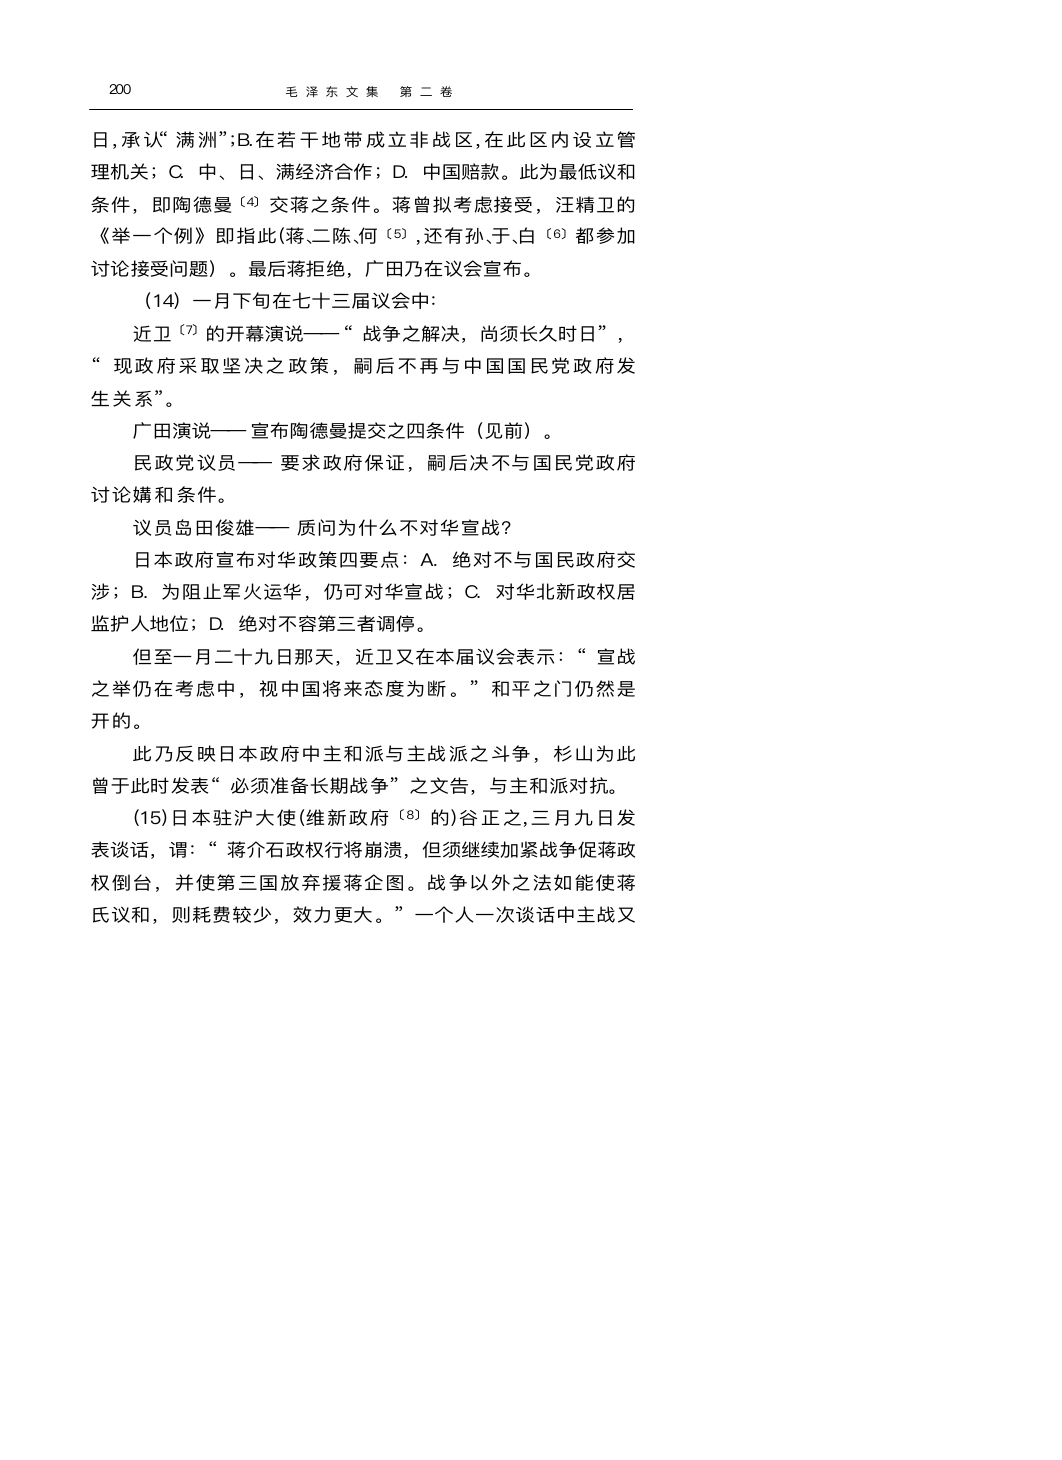 200 毛泽东文集 第二卷
日,承认“满洲”;B.在若干地带成立非战区,在此区内设立管
理机关；C. 中、日、满经济合作；D. 中国赔款。此为最低议和
条件，即陶德曼〔4〕交蒋之条件。蒋曾拟考虑接受，汪精卫的
《举一个例》即指此(蒋、二陈、何〔5〕,还有孙、于、白〔6〕都参加
讨论接受问题）。最后蒋拒绝，广田乃在议会宣布。
（14）一月下旬在七十三届议会中：
近卫〔7〕的开幕演说——“战争之解决，尚须长久时日”，
“现政府采取坚决之政策，嗣后不再与中国国民党政府发
生关系”。
广田演说——宣布陶德曼提交之四条件（见前）。
民政党议员——要求政府保证，嗣后决不与国民党政府
讨论媾和条件。
议员岛田俊雄——质问为什么不对华宣战？
日本政府宣布对华政策四要点：A. 绝对不与国民政府交
涉；B. 为阻止军火运华，仍可对华宣战；C. 对华北新政权居
监护人地位；D. 绝对不容第三者调停。
但至一月二十九日那天，近卫又在本届议会表示：“宣战
之举仍在考虑中，视中国将来态度为断。”和平之门仍然是
开的。
此乃反映日本政府中主和派与主战派之斗争，杉山为此
曾于此时发表“必须准备长期战争”之文告，与主和派对抗。
(15)日本驻沪大使(维新政府〔8〕的)谷正之,三月九日发
表谈话，谓：“蒋介石政权行将崩溃，但须继续加紧战争促蒋政
权倒台，并使第三国放弃援蒋企图。战争以外之法如能使蒋
氏议和，则耗费较少，效力更大。”一个人一次谈话中主战又